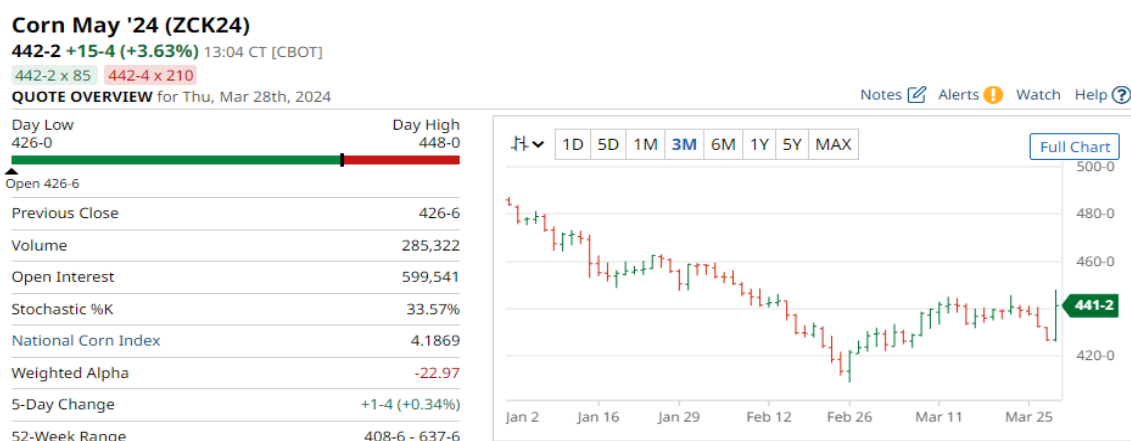 Corn May '24 (ZCK24)
442-2 +15-4 (+3.63%) 13:04 CT [CBOT]
442-2 x 85 442-4 x 210
QUOTE OVERVIEW for Thu, Mar 28th, 2024
Notes Alerts Watch Help
Day Low Day High
426-0 448-0
Open 426-6
Previous Close 426-6
Volume 285,322
Open Interest 599,541
Stochastic %K 33.57%
National Corn Index 4.1869
Weighted Alpha -22.97
5-Day Change +1-4 (+0.34%)
52-Week Range 408-6 - 637-6
1D 5D 1M 3M 6M 1Y 5Y MAX
Full Chart
500-0
480-0
460-0
441-2
420-0
Jan 2 Jan 16 Jan 29 Feb 12 Feb 26 Mar 11 Mar 25